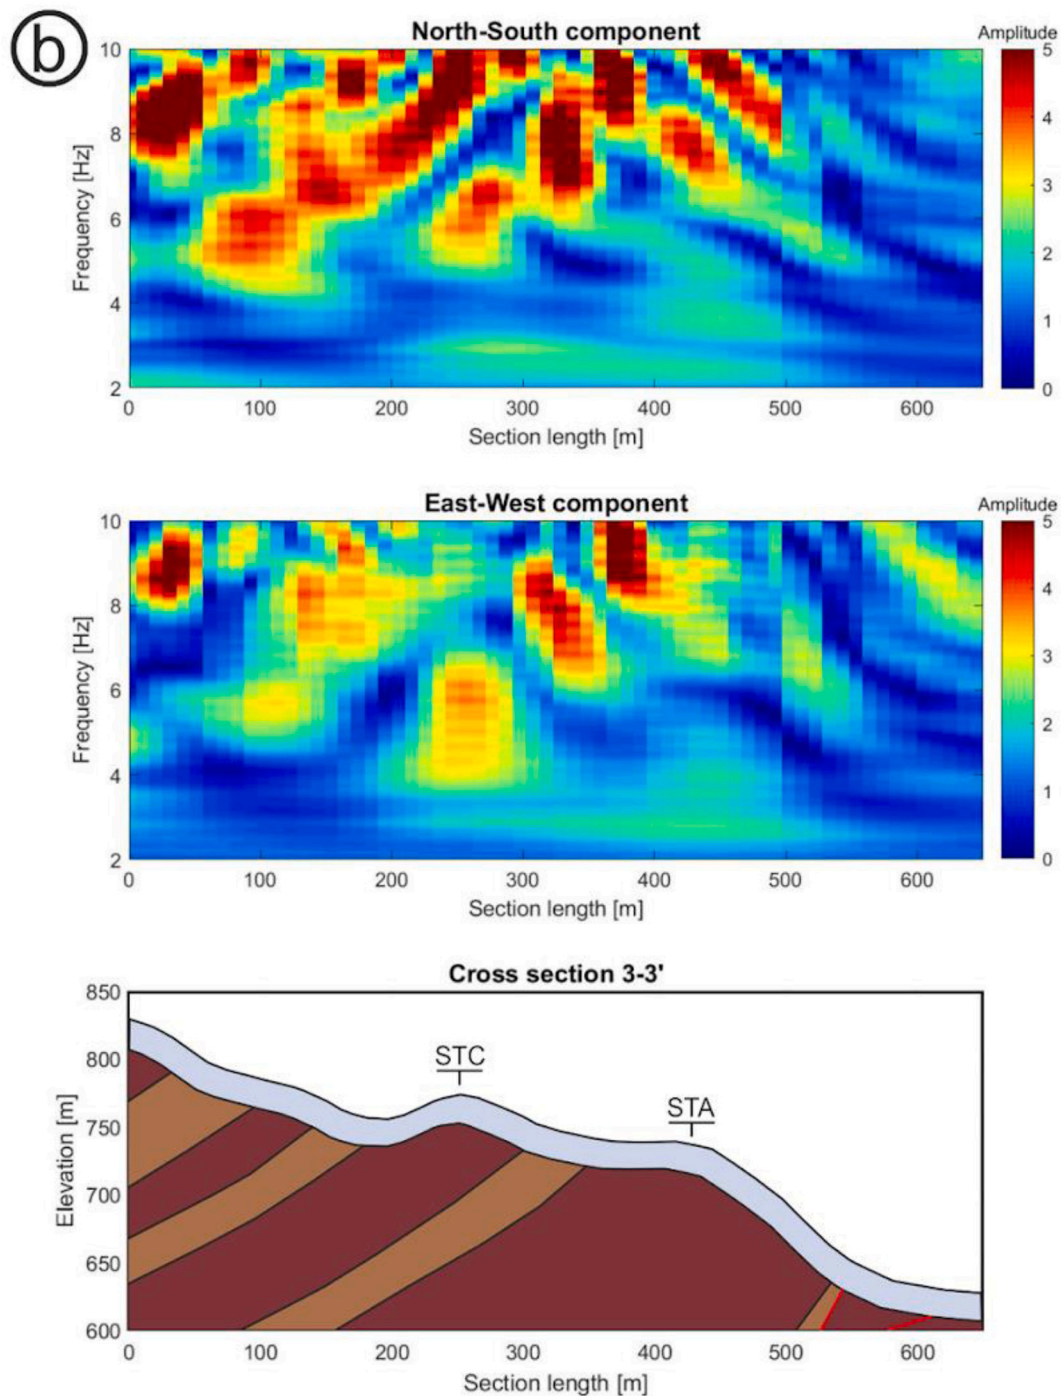 b
North-South component
Amplitude
10
8
6
4
2
Frequency [Hz]
5
4
3
2
1
0
0 100 200 300 400 500 600
Section length [m]
East-West component
Amplitude
10
8
6
4
2
Frequency [Hz]
5
4
3
2
1
0
0 100 200 300 400 500 600
Section length [m]
Cross section 3-3'
850
800
750
700
650
600
Elevation [m]
STC
STA
0 100 200 300 400 500 600
Section length [m]